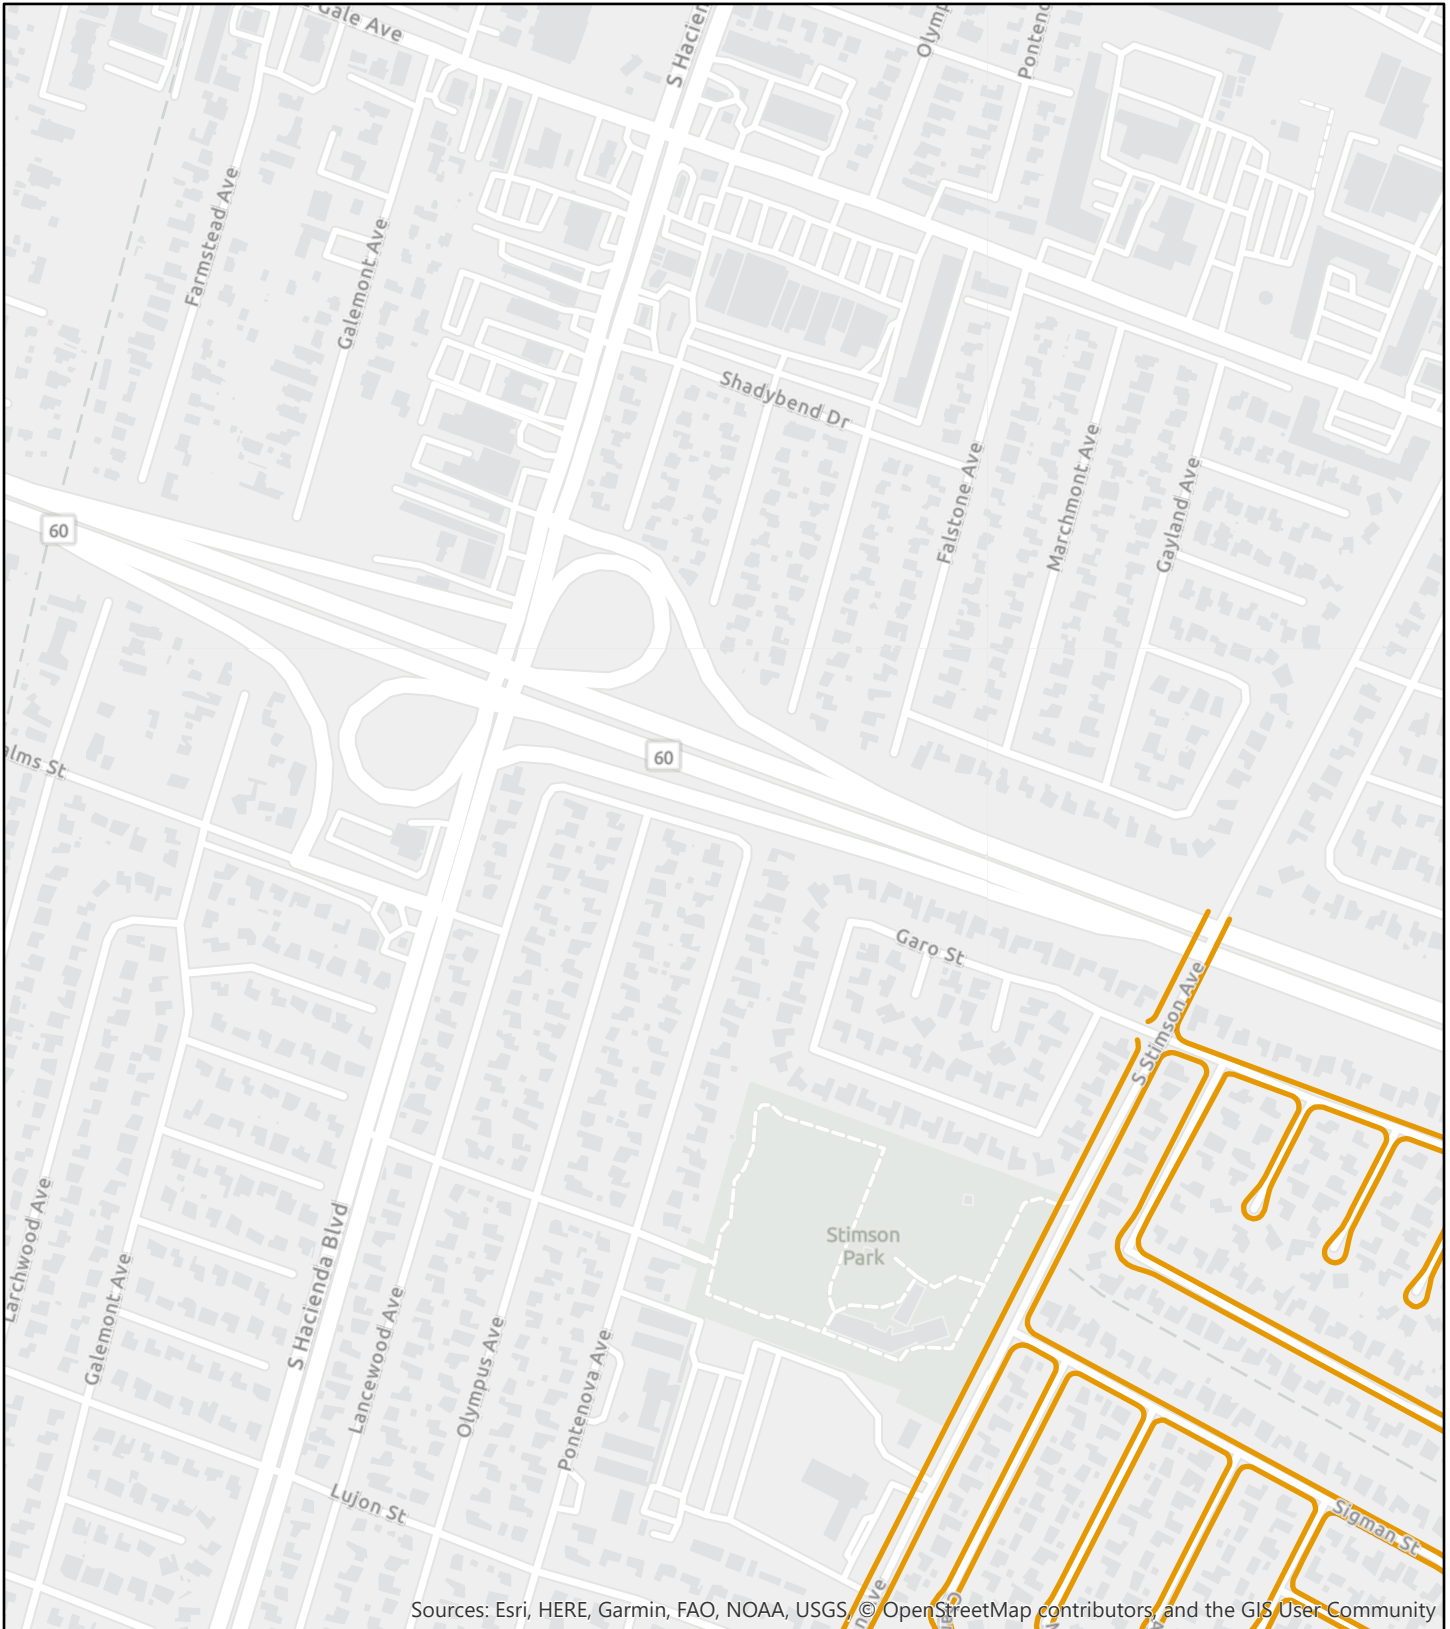 Gale Ave
S Hacien
Olymp
Ponteno
Farmstead Ave
Galemont Ave
Shadybend Dr
Falstone Ave
Marchmont Ave
Gayland Ave
60
60
alms St
Garo St
S Stimson Ave
Stimson
Park
Larchwood Ave
Galemont Ave
S Hacienda Blvd
Lancewood Ave
Olympus Ave
Pontenova Ave
Lujon St
Sigman St
n Ave
Sources: Esri, HERE, Garmin, FAO, NOAA, USGS, © OpenStreetMap contributors, and the GIS User Community